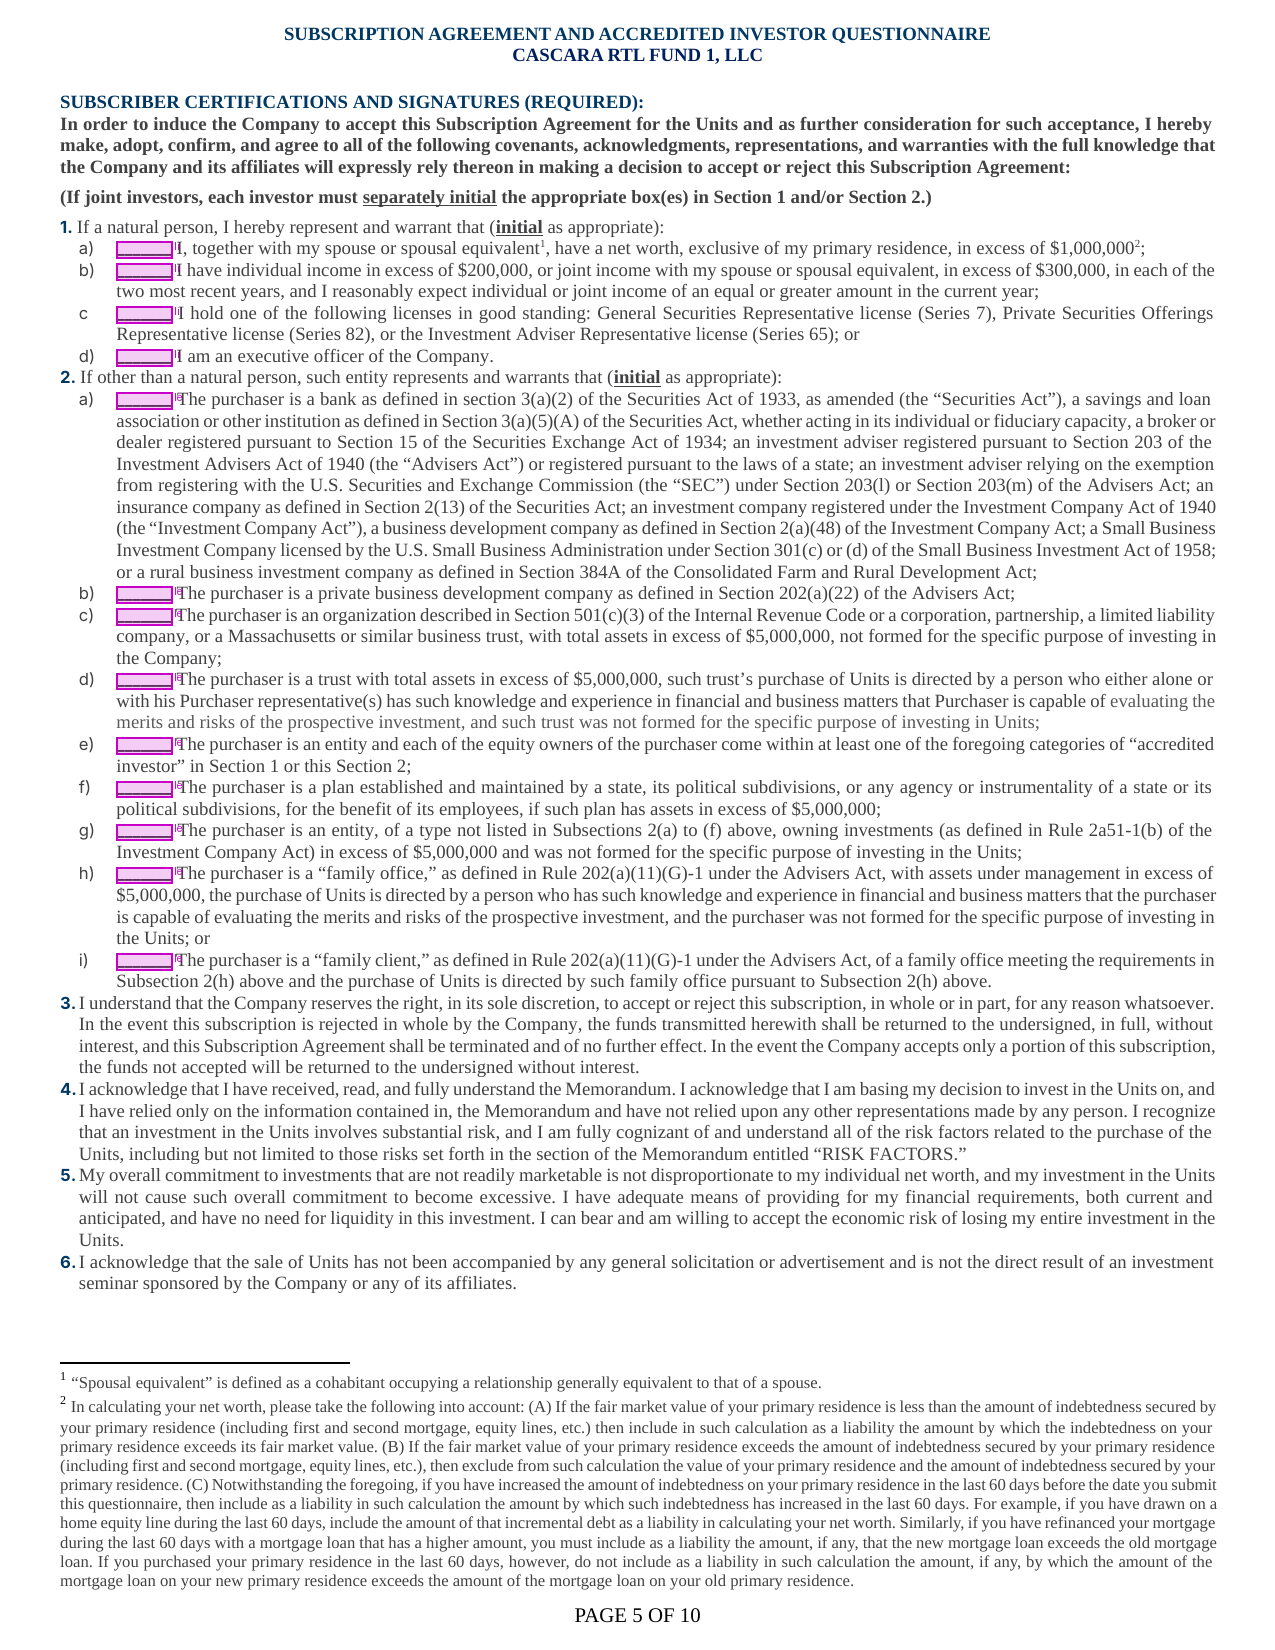 SUBSCRIPTION AGREEMENT AND ACCREDITED INVESTOR QUESTIONNAIRE
CASCARA RTL FUND 1, LLC
SUBSCRIBER CERTIFICATIONS AND SIGNATURES (REQUIRED):
In order to induce the Company to accept this Subscription Agreement for the Units and as further consideration for such acceptance, I hereby
make, adopt, confirm, and agree to all of the following covenants, acknowledgments, representations, and warranties with the full knowledge that
the Company and its affiliates will expressly rely thereon in making a decision to accept or reject this Subscription Agreement:
(If joint investors, each investor must separately initial the appropriate box(es) in Section 1 and/or Section 2.)
1. If a natural person, I hereby represent and warrant that (initial as appropriate):
a) ______ I, together with my spouse or spousal equivalent1, have a net worth, exclusive of my primary residence, in excess of $1,000,0002;
b) ______ I have individual income in excess of $200,000, or joint income with my spouse or spousal equivalent, in excess of $300,000, in each of the
two most recent years, and I reasonably expect individual or joint income of an equal or greater amount in the current year;
c ______ I hold one of the following licenses in good standing: General Securities Representative license (Series 7), Private Securities Offerings
Representative license (Series 82), or the Investment Adviser Representative license (Series 65); or
d) ______ I am an executive officer of the Company.
2. If other than a natural person, such entity represents and warrants that (initial as appropriate):
a) ______ The purchaser is a bank as defined in section 3(a)(2) of the Securities Act of 1933, as amended (the “Securities Act”), a savings and loan
association or other institution as defined in Section 3(a)(5)(A) of the Securities Act, whether acting in its individual or fiduciary capacity, a broker or
dealer registered pursuant to Section 15 of the Securities Exchange Act of 1934; an investment adviser registered pursuant to Section 203 of the
Investment Advisers Act of 1940 (the “Advisers Act”) or registered pursuant to the laws of a state; an investment adviser relying on the exemption
from registering with the U.S. Securities and Exchange Commission (the “SEC”) under Section 203(l) or Section 203(m) of the Advisers Act; an
insurance company as defined in Section 2(13) of the Securities Act; an investment company registered under the Investment Company Act of 1940
(the “Investment Company Act”), a business development company as defined in Section 2(a)(48) of the Investment Company Act; a Small Business
Investment Company licensed by the U.S. Small Business Administration under Section 301(c) or (d) of the Small Business Investment Act of 1958;
or a rural business investment company as defined in Section 384A of the Consolidated Farm and Rural Development Act;
b) ______ The purchaser is a private business development company as defined in Section 202(a)(22) of the Advisers Act;
c) ______ The purchaser is an organization described in Section 501(c)(3) of the Internal Revenue Code or a corporation, partnership, a limited liability
company, or a Massachusetts or similar business trust, with total assets in excess of $5,000,000, not formed for the specific purpose of investing in
the Company;
d) ______ The purchaser is a trust with total assets in excess of $5,000,000, such trust’s purchase of Units is directed by a person who either alone or
with his Purchaser representative(s) has such knowledge and experience in financial and business matters that Purchaser is capable of evaluating the
merits and risks of the prospective investment, and such trust was not formed for the specific purpose of investing in Units;
e) ______ The purchaser is an entity and each of the equity owners of the purchaser come within at least one of the foregoing categories of “accredited
investor” in Section 1 or this Section 2;
f) ______ The purchaser is a plan established and maintained by a state, its political subdivisions, or any agency or instrumentality of a state or its
political subdivisions, for the benefit of its employees, if such plan has assets in excess of $5,000,000;
g) ______ The purchaser is an entity, of a type not listed in Subsections 2(a) to (f) above, owning investments (as defined in Rule 2a51-1(b) of the
Investment Company Act) in excess of $5,000,000 and was not formed for the specific purpose of investing in the Units;
h) ______ The purchaser is a “family office,” as defined in Rule 202(a)(11)(G)-1 under the Advisers Act, with assets under management in excess of
$5,000,000, the purchase of Units is directed by a person who has such knowledge and experience in financial and business matters that the purchaser
is capable of evaluating the merits and risks of the prospective investment, and the purchaser was not formed for the specific purpose of investing in
the Units; or
i) ______ The purchaser is a “family client,” as defined in Rule 202(a)(11)(G)-1 under the Advisers Act, of a family office meeting the requirements in
Subsection 2(h) above and the purchase of Units is directed by such family office pursuant to Subsection 2(h) above.
3. I understand that the Company reserves the right, in its sole discretion, to accept or reject this subscription, in whole or in part, for any reason whatsoever.
In the event this subscription is rejected in whole by the Company, the funds transmitted herewith shall be returned to the undersigned, in full, without
interest, and this Subscription Agreement shall be terminated and of no further effect. In the event the Company accepts only a portion of this subscription,
the funds not accepted will be returned to the undersigned without interest.
4. I acknowledge that I have received, read, and fully understand the Memorandum. I acknowledge that I am basing my decision to invest in the Units on, and
I have relied only on the information contained in, the Memorandum and have not relied upon any other representations made by any person. I recognize
that an investment in the Units involves substantial risk, and I am fully cognizant of and understand all of the risk factors related to the purchase of the
Units, including but not limited to those risks set forth in the section of the Memorandum entitled “RISK FACTORS.”
5. My overall commitment to investments that are not readily marketable is not disproportionate to my individual net worth, and my investment in the Units
will not cause such overall commitment to become excessive. I have adequate means of providing for my financial requirements, both current and
anticipated, and have no need for liquidity in this investment. I can bear and am willing to accept the economic risk of losing my entire investment in the
Units.
6. I acknowledge that the sale of Units has not been accompanied by any general solicitation or advertisement and is not the direct result of an investment
seminar sponsored by the Company or any of its affiliates.
1 “Spousal equivalent” is defined as a cohabitant occupying a relationship generally equivalent to that of a spouse.
2 In calculating your net worth, please take the following into account: (A) If the fair market value of your primary residence is less than the amount of indebtedness secured by
your primary residence (including first and second mortgage, equity lines, etc.) then include in such calculation as a liability the amount by which the indebtedness on your
primary residence exceeds its fair market value. (B) If the fair market value of your primary residence exceeds the amount of indebtedness secured by your primary residence
(including first and second mortgage, equity lines, etc.), then exclude from such calculation the value of your primary residence and the amount of indebtedness secured by your
primary residence. (C) Notwithstanding the foregoing, if you have increased the amount of indebtedness on your primary residence in the last 60 days before the date you submit
this questionnaire, then include as a liability in such calculation the amount by which such indebtedness has increased in the last 60 days. For example, if you have drawn on a
home equity line during the last 60 days, include the amount of that incremental debt as a liability in calculating your net worth. Similarly, if you have refinanced your mortgage
during the last 60 days with a mortgage loan that has a higher amount, you must include as a liability the amount, if any, that the new mortgage loan exceeds the old mortgage
loan. If you purchased your primary residence in the last 60 days, however, do not include as a liability in such calculation the amount, if any, by which the amount of the
mortgage loan on your new primary residence exceeds the amount of the mortgage loan on your old primary residence.
PAGE 5 OF 10